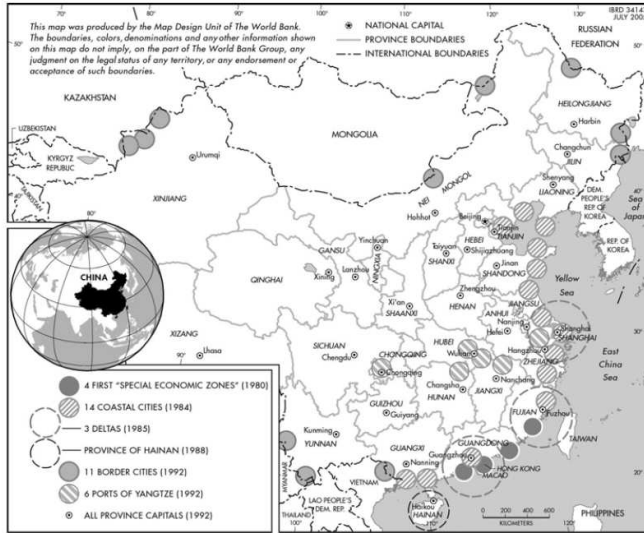 This map was produced by the Map Design Unit of The World Bank.
The boundaries, colors, denominations and any other information shown
on this map do not imply, on the part of The World Bank Group, any
judgment on the legal status of any territory, or any endorsement or
acceptance of such boundaries.
NATIONAL CAPITAL
PROVINCE BOUNDARIES
INTERNATIONAL BOUNDARIES
IBRD 3414
JULY 200
RUSSIAN
FEDERATION
KAZAKHSTAN
UZBEKISTAN
KYRGYZ
REPUBLIC
MONGOLIA
HEILONGJIANG
Harbin
Changchun
JILIN
Shenyang
LIAONING
Urumqi
XINJIANG
NEI MONGOL
Hohhot
Beijing
Tianjin
TIANJIN
DEM.
PEOPLE'S
REP. OF
KOREA
Sea
of
Japan
REP. OF
KOREA
HEBEI
Shijiazhuang
Taiyuan
SHANXI
Jinan
SHANDONG
Yellow
Sea
GANSU
Yinchuan
NINGXIA
Xining
Lanzhou
QINGHAI
Zhengzhou
HENAN
Xi'an
SHAANXI
JIANGSU
ANHUI
Nanjing
Hefei
Shanghai
SHANGHAI
Hangzhou
ZHEJIANG
East
China
Sea
CHINA
XIZANG
Lhasa
SICHUAN
Chengdu
CHONGQING
Chongqing
HUBEI
Wuhan
Changsha
HUNAN
Nanchang
JIANGXI
GUIZHOU
Guiyang
FUJIAN
Fuzhou
TAIWAN
Kunming
YUNNAN
GUANGXI
Nanning
GUANGDONG
Guangzhou
HONG KONG
MACAO
MYANMAR
VIETNAM
LAO PEOPLE'S
DEM. REP.
THAILAND
Haikou
HAINAN
PHILIPPINES
0 200 400 600
KILOMETERS
4 FIRST "SPECIAL ECONOMIC ZONES" (1980)
14 COASTAL CITIES (1984)
3 DELTAS (1985)
PROVINCE OF HAINAN (1988)
11 BORDER CITIES (1992)
6 PORTS OF YANGTZE (1992)
ALL PROVINCE CAPITALS (1992)